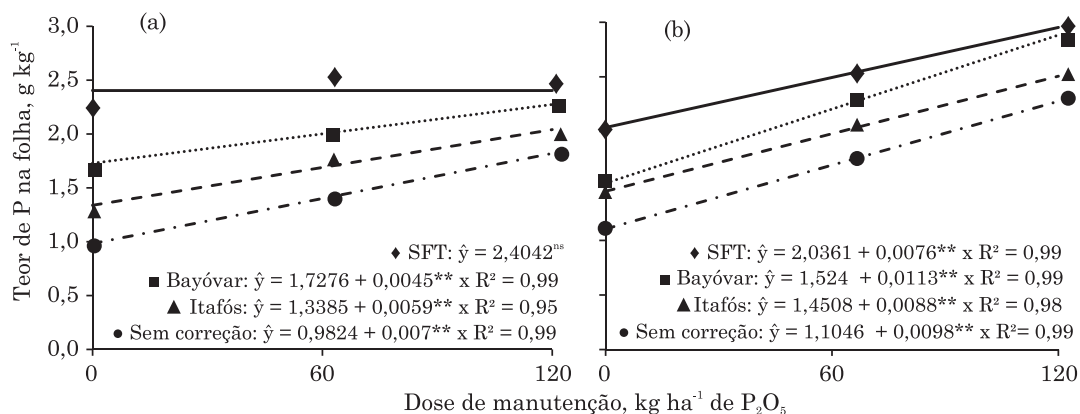 Teor de P na folha, g kg⁻¹
3,0
2,5
2,0
1,5
1,0
0,5
0,0
(a)
SFT: ŷ = 2,4042ⁿˢ
Bayóvar: ŷ = 1,7276 + 0,0045** x R² = 0,99
Itafós: ŷ = 1,3385 + 0,0059** x R² = 0,95
Sem correção: ŷ = 0,9824 + 0,007** x R² = 0,99
0
60
120
(b)
SFT: ŷ = 2,0361 + 0,0076** x R² = 0,99
Bayóvar: ŷ = 1,524 + 0,0113** x R² = 0,99
Itafós: ŷ = 1,4508 + 0,0088** x R² = 0,98
Sem correção: ŷ = 1,1046 + 0,0098** x R²= 0,99
0
60
120
Dose de manutenção, kg ha⁻¹ de P₂O₅